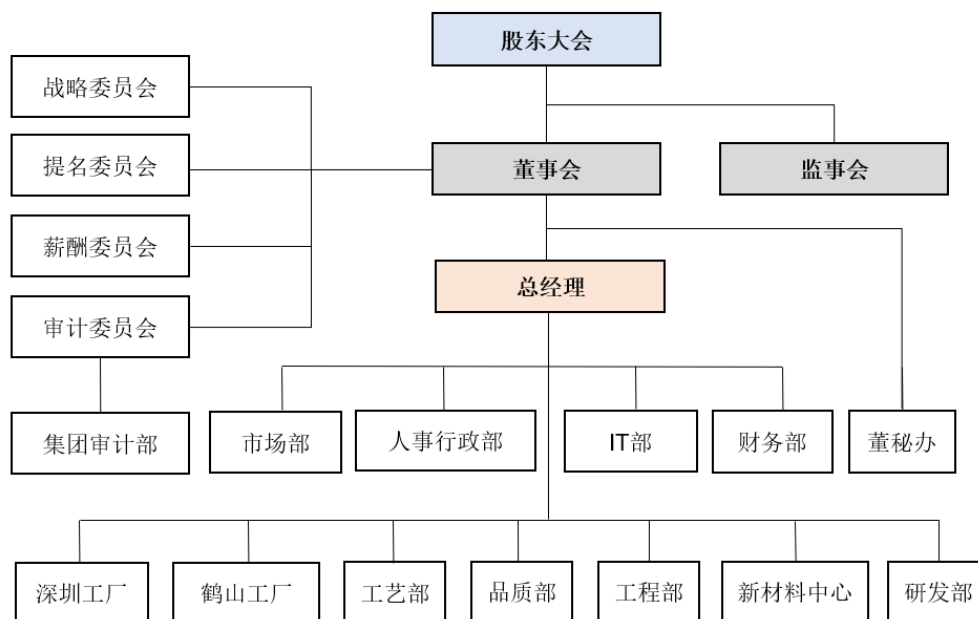 股东大会
战略委员会
提名委员会
董事会
监事会
薪酬委员会
总经理
审计委员会
集团审计部
市场部
人事行政部
IT部
财务部
董秘办
深圳工厂
鹤山工厂
工艺部
品质部
工程部
新材料中心
研发部